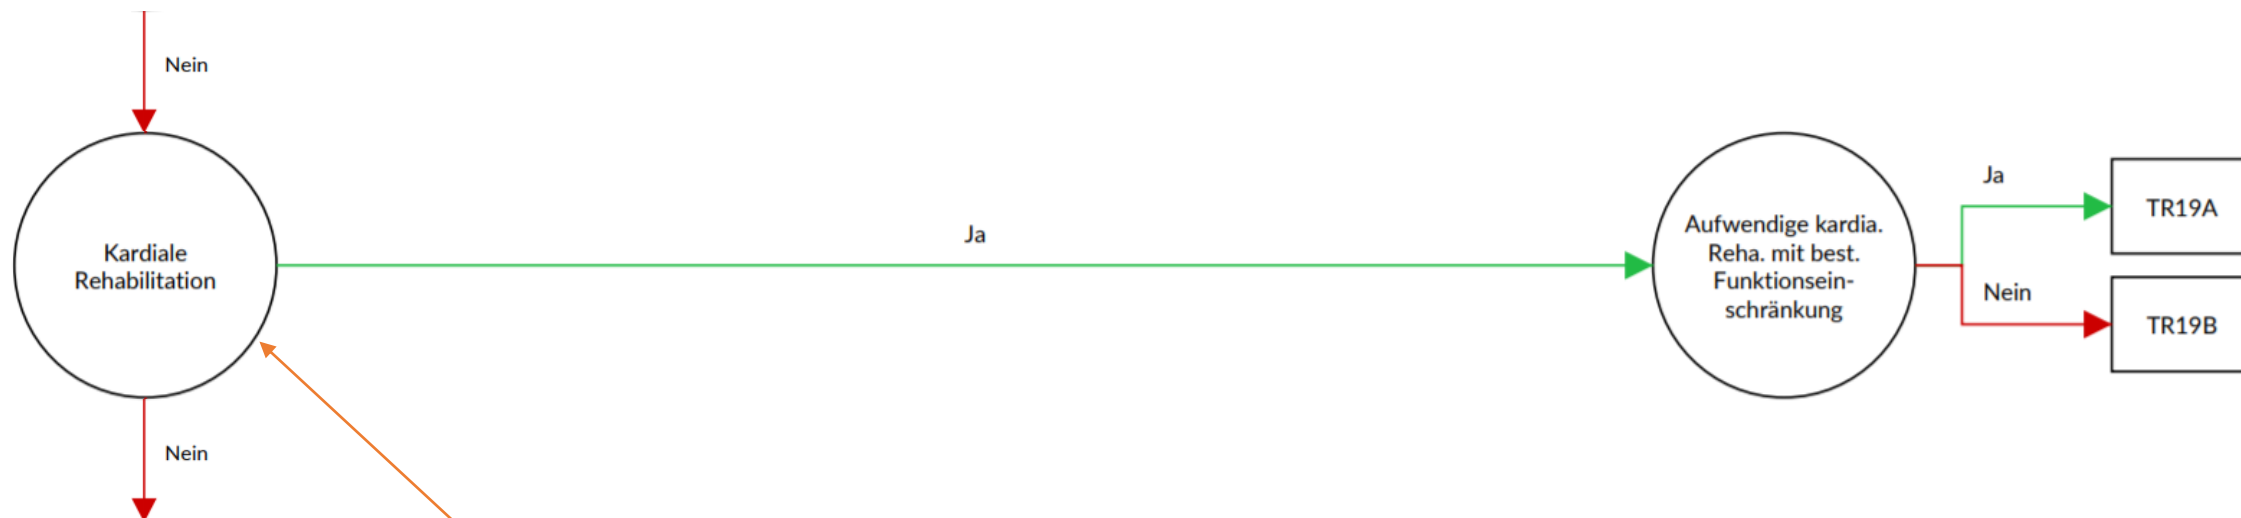 Nein
Kardiale
Rehabilitation
Nein
Ja
Aufwendige kardia.
Reha. mit best.
Funktionsein-
schränkung
Ja
TR19A
Nein
TR19B